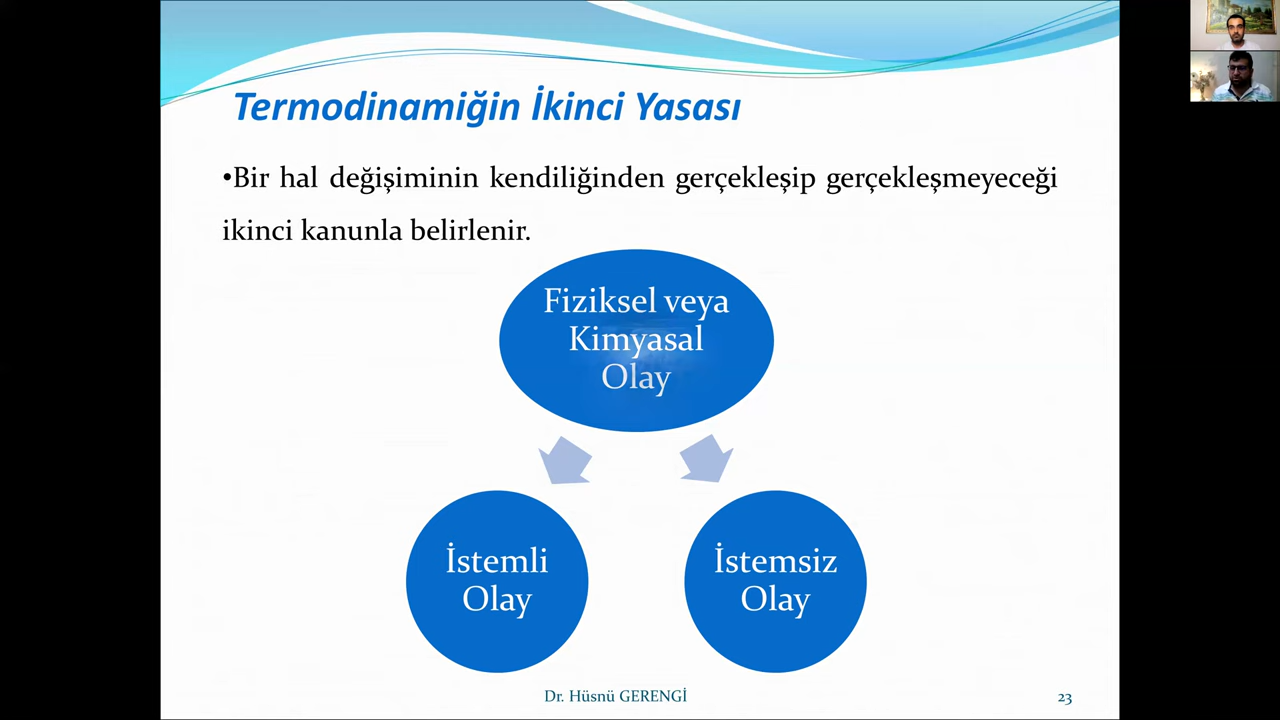 Termodinamiğin İkinci Yasası
•Bir hal değişiminin kendiliğinden gerçekleşip gerçekleşmeyeceği
ikinci kanunla belirlenir.
Fiziksel veya
Kimyasal
Olay
İstemli
Olay
İstemsiz
Olay
Dr. Hüsnü GERENGİ
23